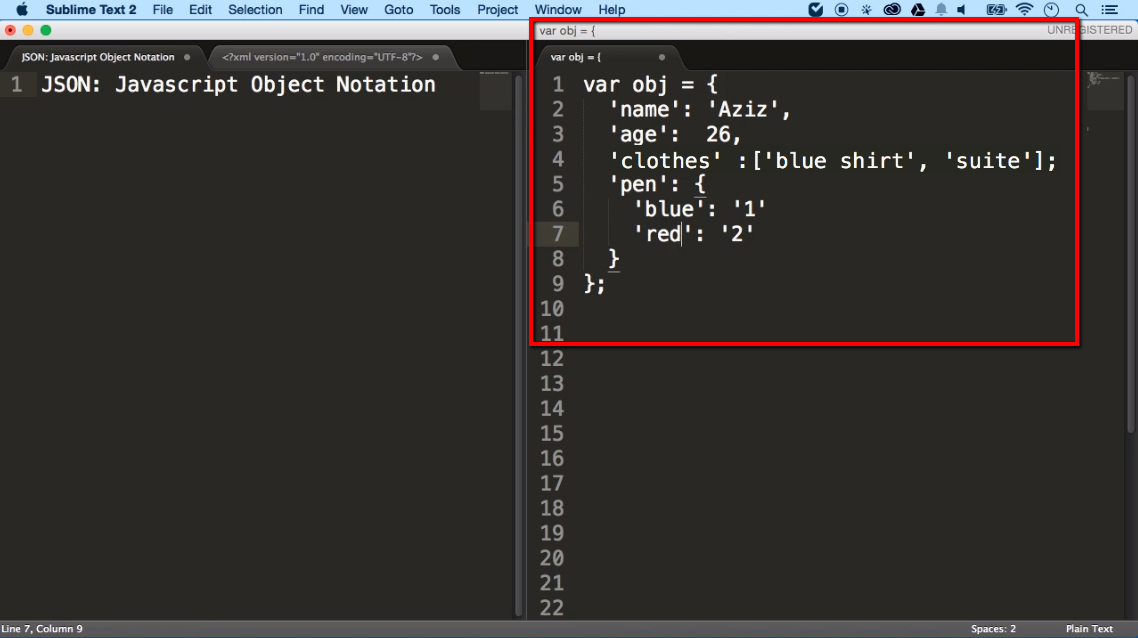 Sublime Text 2 File Edit Selection Find View Goto Tools Project Window Help
var obj = {
UNREGISTERED
JSON: Javascript Object Notation
<?xml version="1.0" encoding="UTF-8"?>
var obj = {
1 JSON: Javascript Object Notation
1 var obj = {
2 'name': 'Aziz',
3 'age': 26,
4 'clothes' :['blue shirt', 'suite'];
5 'pen': {
6 'blue': '1'
7 'red': '2'
8 }
9 };
10
11
12
13
14
15
16
17
18
19
20
21
22
Line 7, Column 9
Spaces: 2
Plain Text